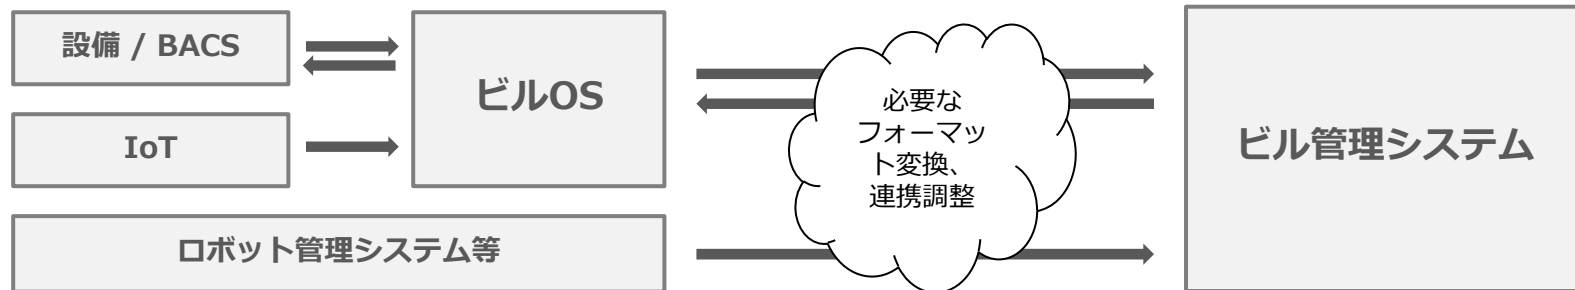 設備 / BACS
IoT
ビルOS
ロボット管理システム等
必要な
フォーマッ
ト変換、
連携調整
ビル管理システム